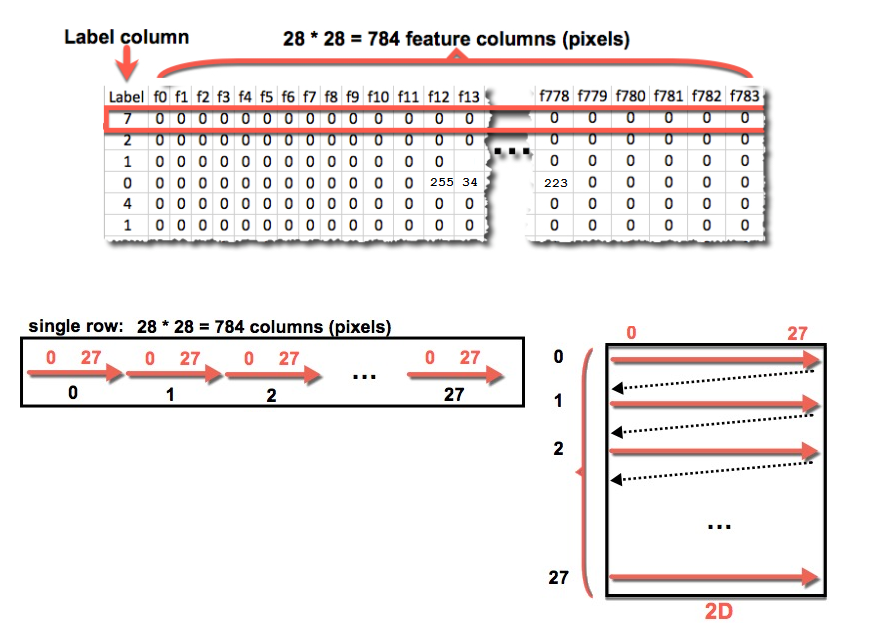 Label column 28 * 28 = 784 feature columns (pixels)
Label f0 f1 f2 f3 f4 f5 f6 f7 f8 f9 f10 f11 f12 f13 f778 f779 f780 f781 f782 f783
7 0 0 0 0 0 0 0 0 0 0 0 0 0 0 0 0 0 0 0 0
2 0 0 0 0 0 0 0 0 0 0 0 0 0 0 ... 0 0 0 0 0 0
1 0 0 0 0 0 0 0 0 0 0 0 0 0 0 0 0 0 0 0
0 0 0 0 0 0 0 0 0 0 0 0 0 255 34 223 0 0 0 0 0
4 0 0 0 0 0 0 0 0 0 0 0 0 0 0 0 0 0 0 0 0
1 0 0 0 0 0 0 0 0 0 0 0 0 0 0 0 0 0 0 0 0
single row: 28 * 28 = 784 columns (pixels)
0 27 0 27 0 27 ... 0 27
0 1 2 27
0 27
0
1
2
...
27
2D